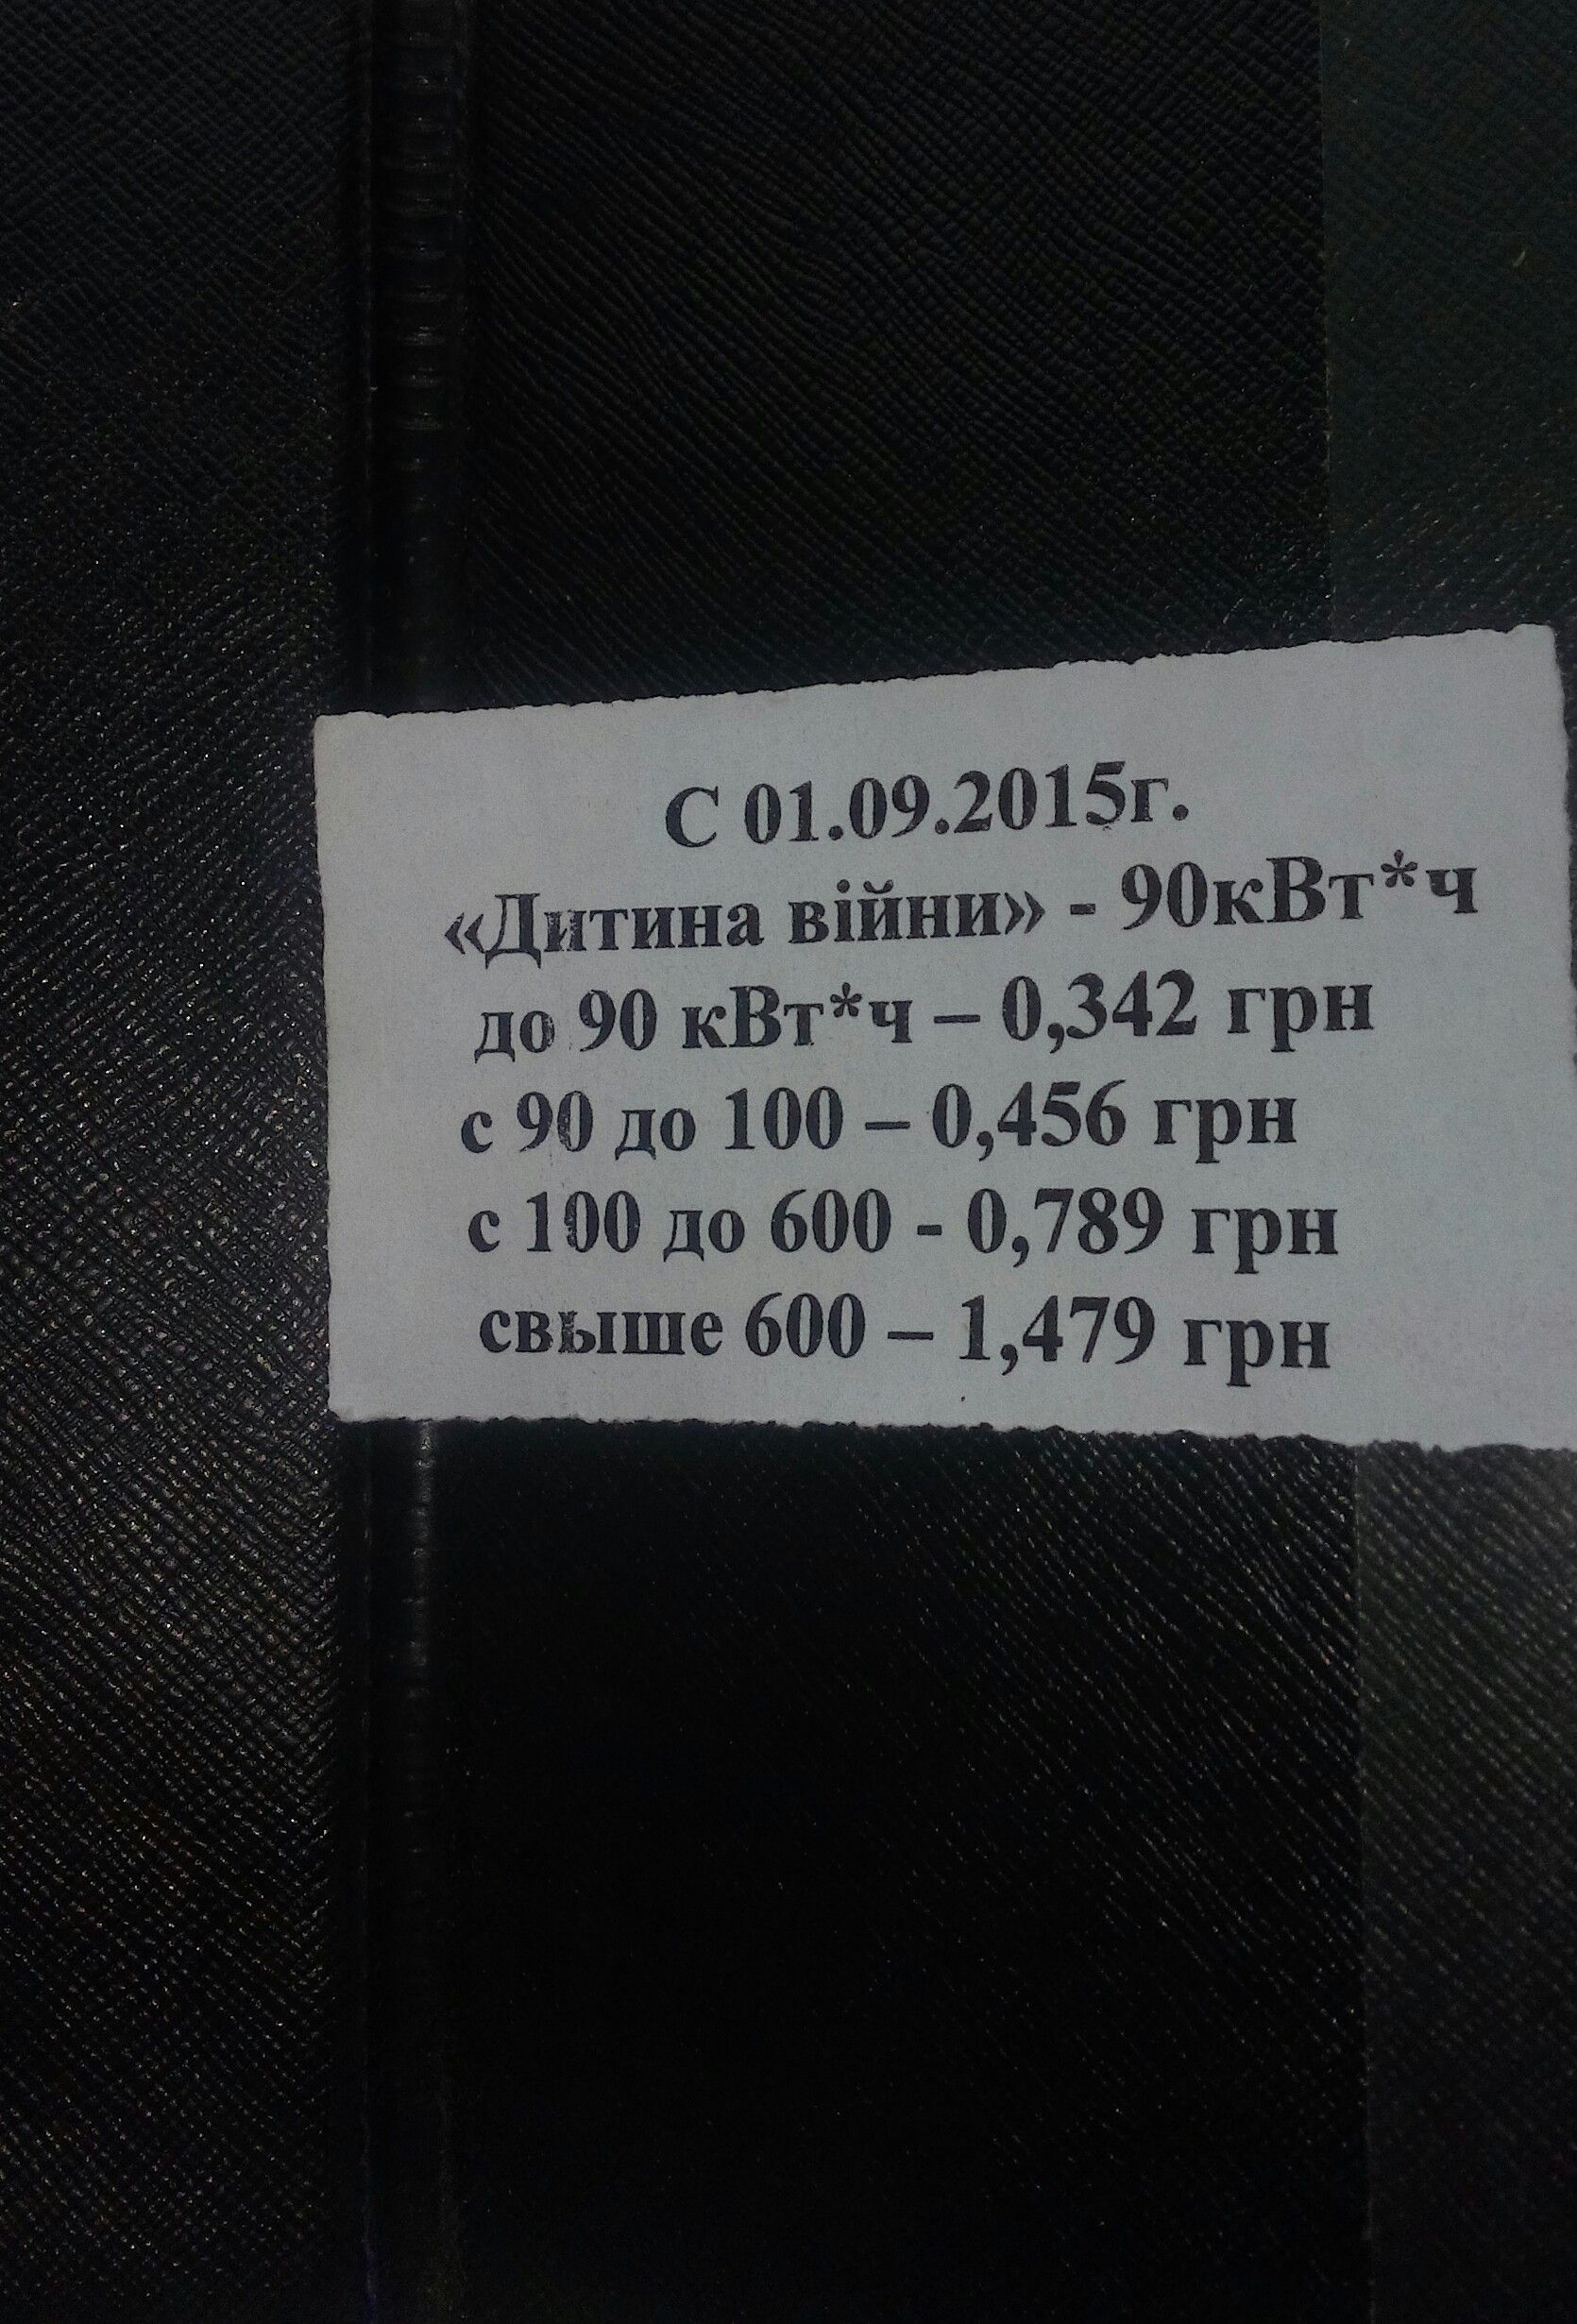 С 01.09.2015г.
«Дитина війни» - 90кВт*ч
до 90 кВт*ч – 0,342 грн
с 90 до 100 – 0,456 грн
с 100 до 600 - 0,789 грн
свыше 600 – 1,479 грн